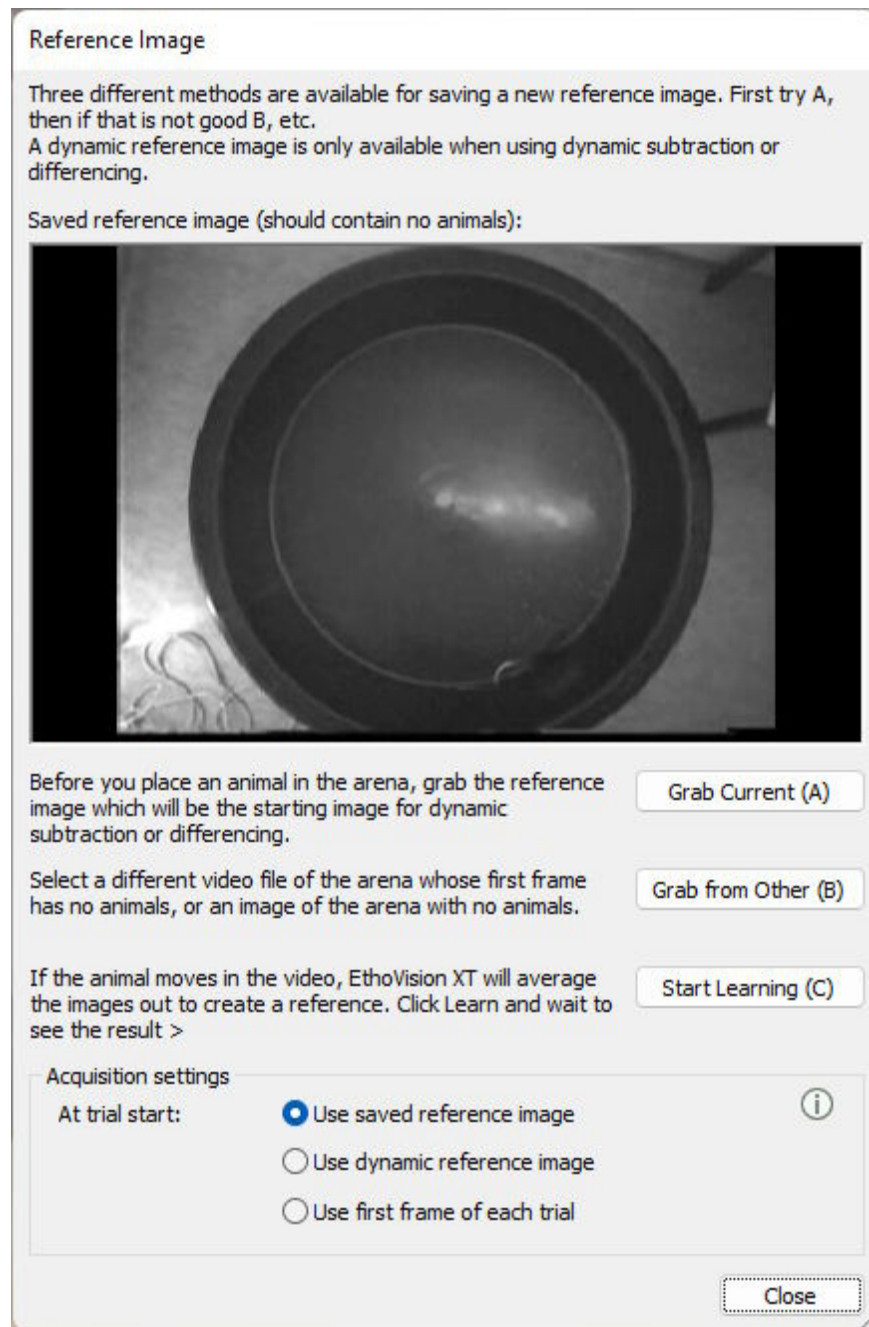 Reference Image
Three different methods are available for saving a new reference image. First try A,
then if that is not good B, etc.
A dynamic reference image is only available when using dynamic subtraction or
differencing.
Saved reference image (should contain no animals):
Before you place an animal in the arena, grab the reference
image which will be the starting image for dynamic
subtraction or differencing.
Grab Current (A)
Select a different video file of the arena whose first frame
has no animals, or an image of the arena with no animals.
Grab from Other (B)
If the animal moves in the video, EthoVision XT will average
the images out to create a reference. Click Learn and wait to
see the result >
Start Learning (C)
Acquisition settings
At trial start:
Use saved reference image
Use dynamic reference image
Use first frame of each trial
Close